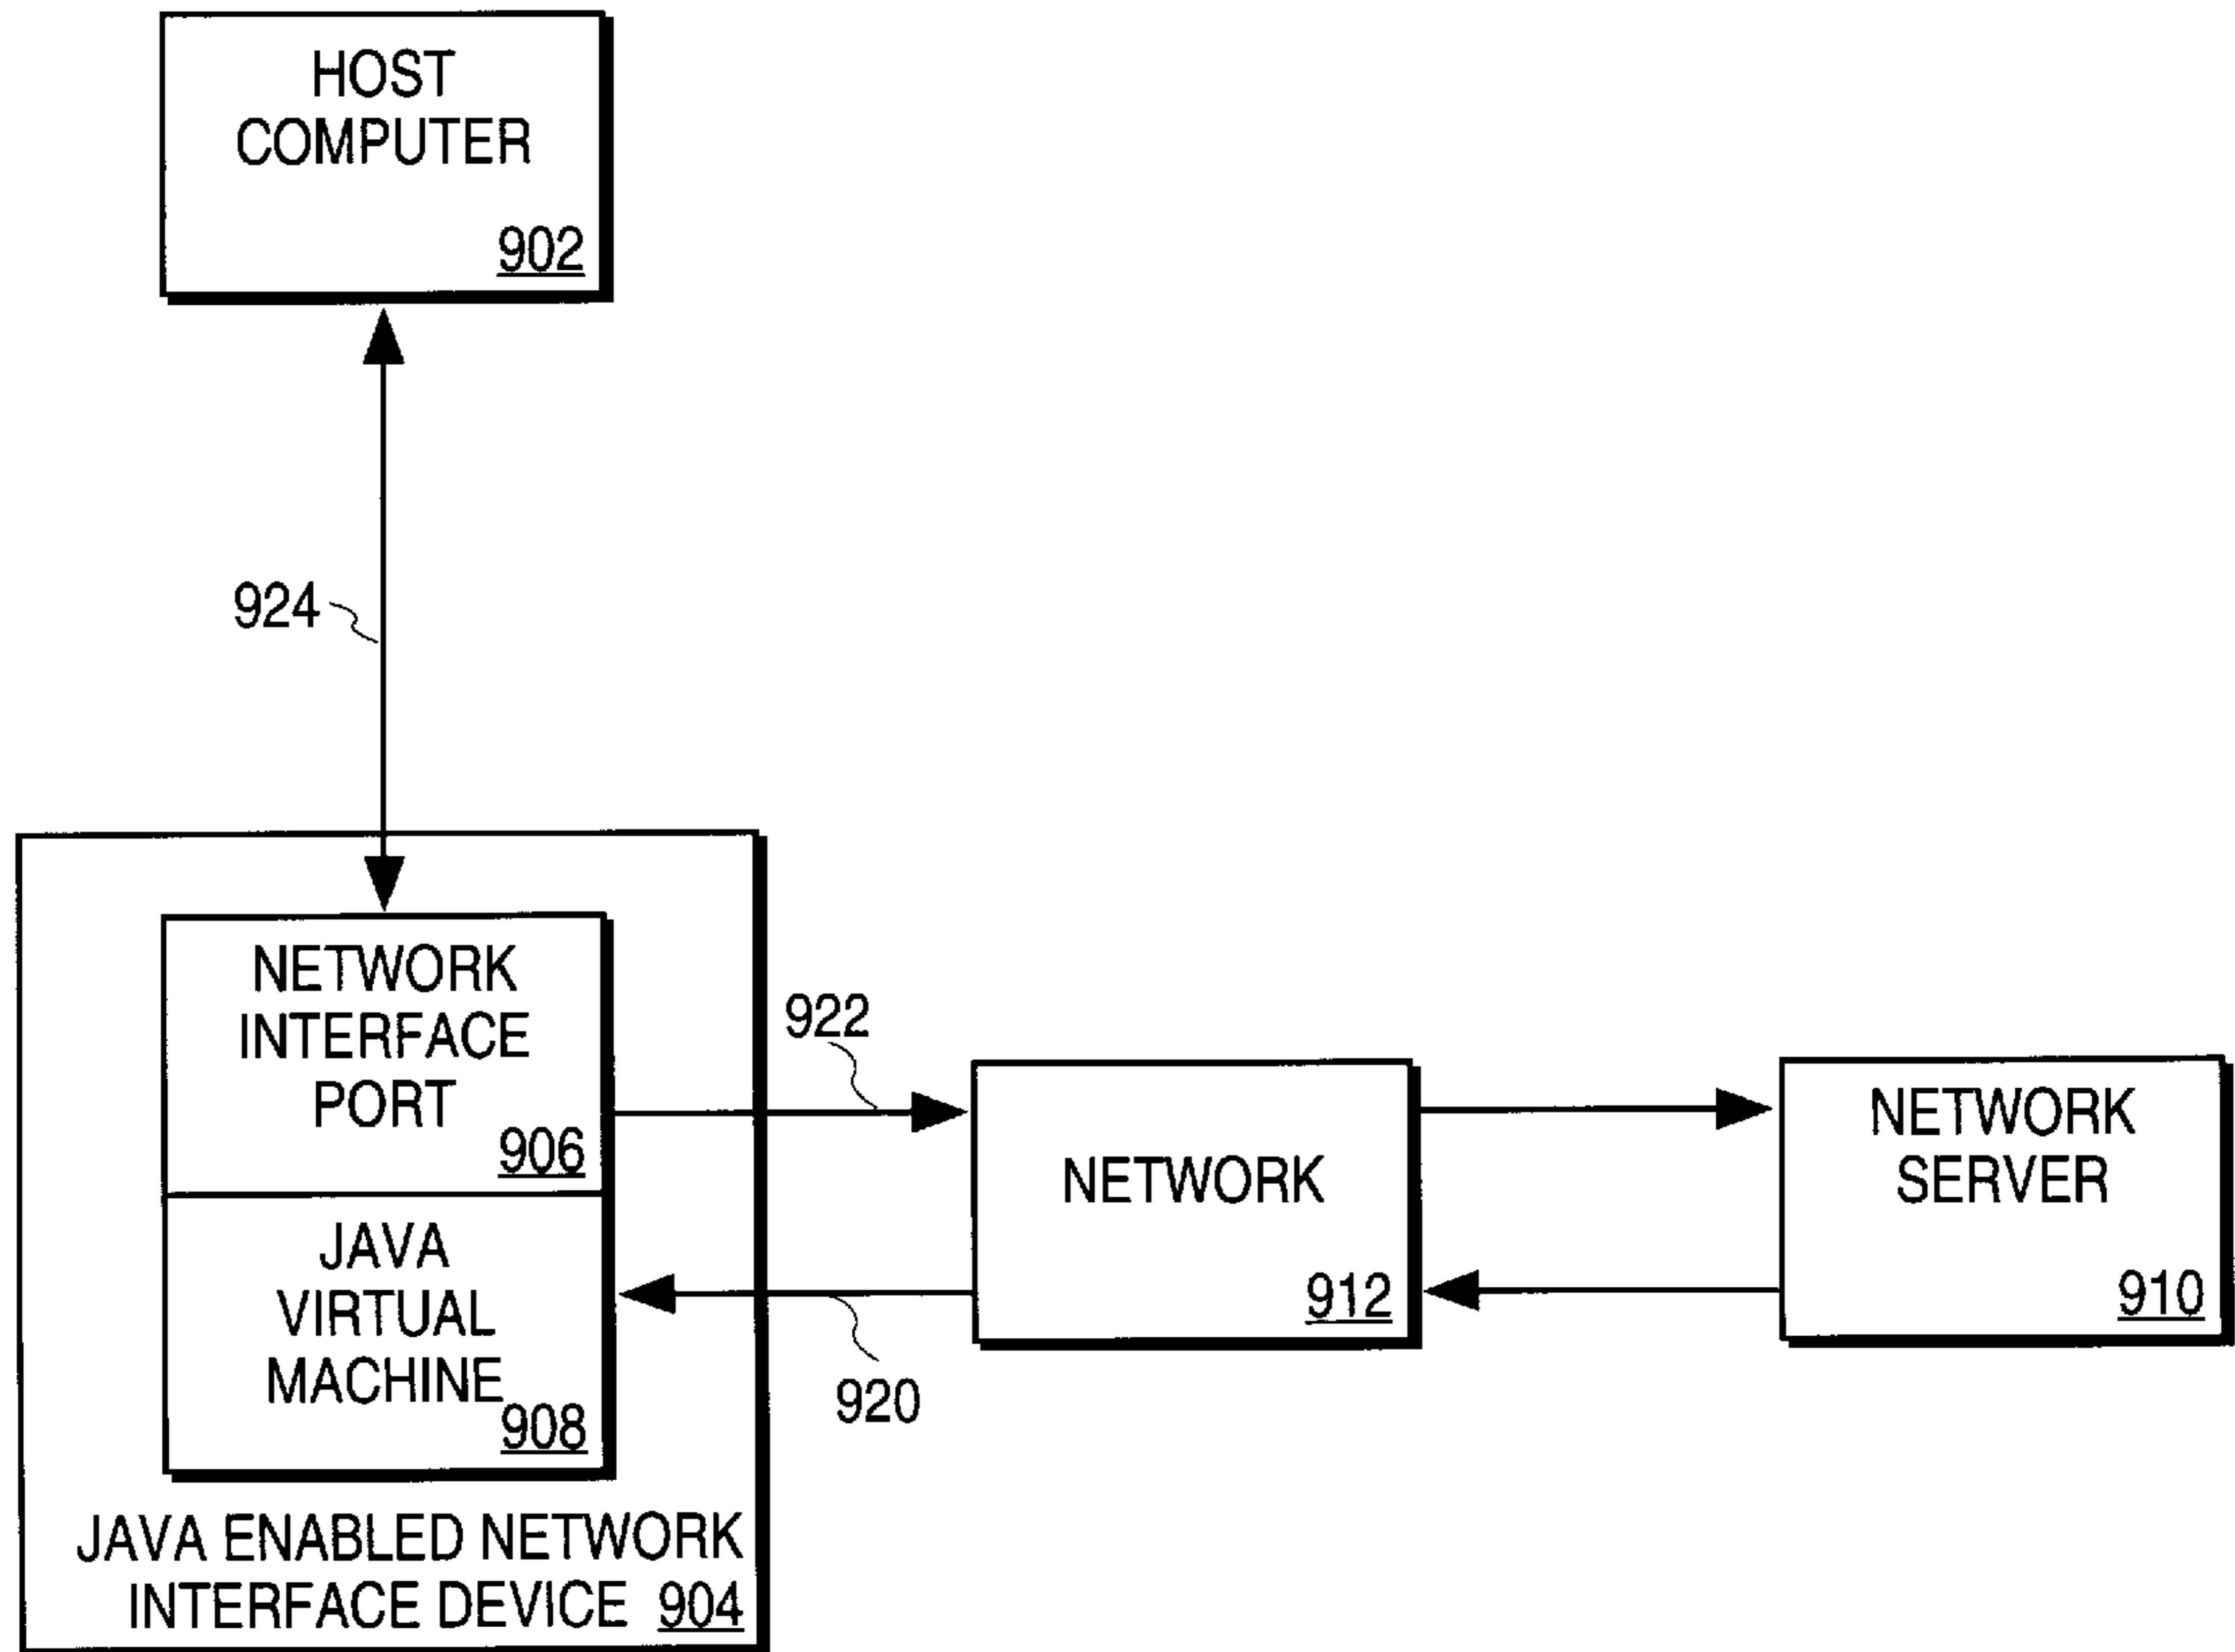 HOST
COMPUTER
902
924
NETWORK
INTERFACE
PORT
906
JAVA
VIRTUAL
MACHINE
908
JAVA ENABLED NETWORK
INTERFACE DEVICE 904
922
920
NETWORK
912
NETWORK
SERVER
910